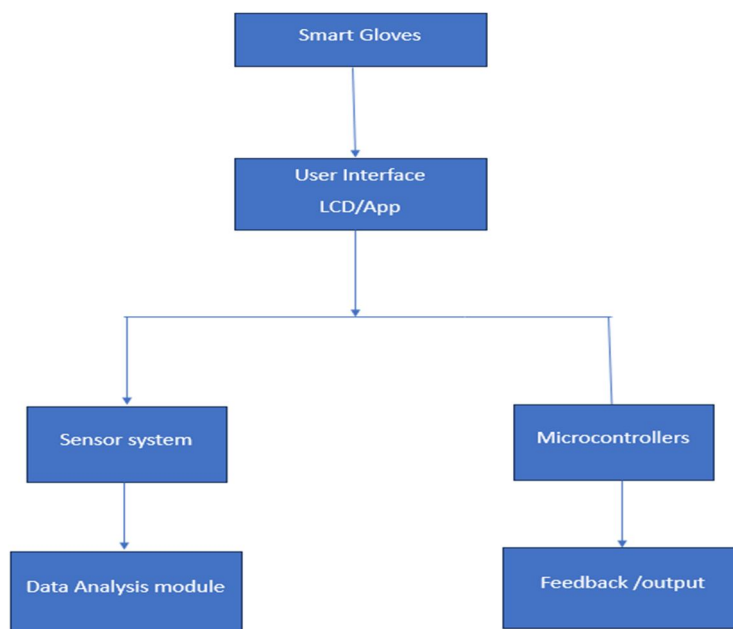 Smart Gloves
User Interface
LCD/App
Sensor system
Microcontrollers
Data Analysis module
Feedback /output